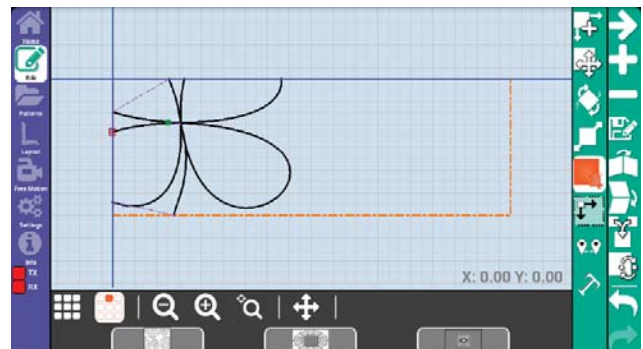 Home
Edit
Patterns
Layout
Free Motion
Settings
Info
TX
RX
X: 0.00 Y: 0.00